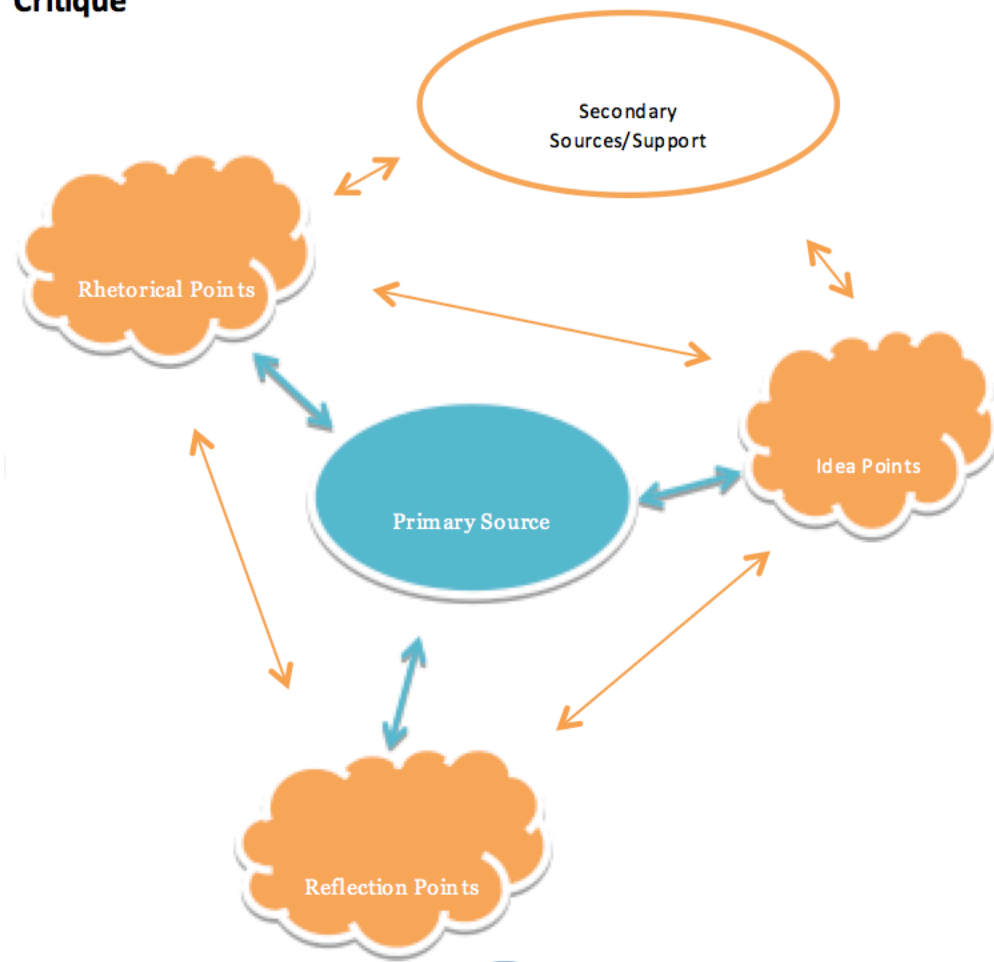 Critique
Secondary
Sources/Support
Rhetorical Points
Idea Points
Primary Source
Reflection Points